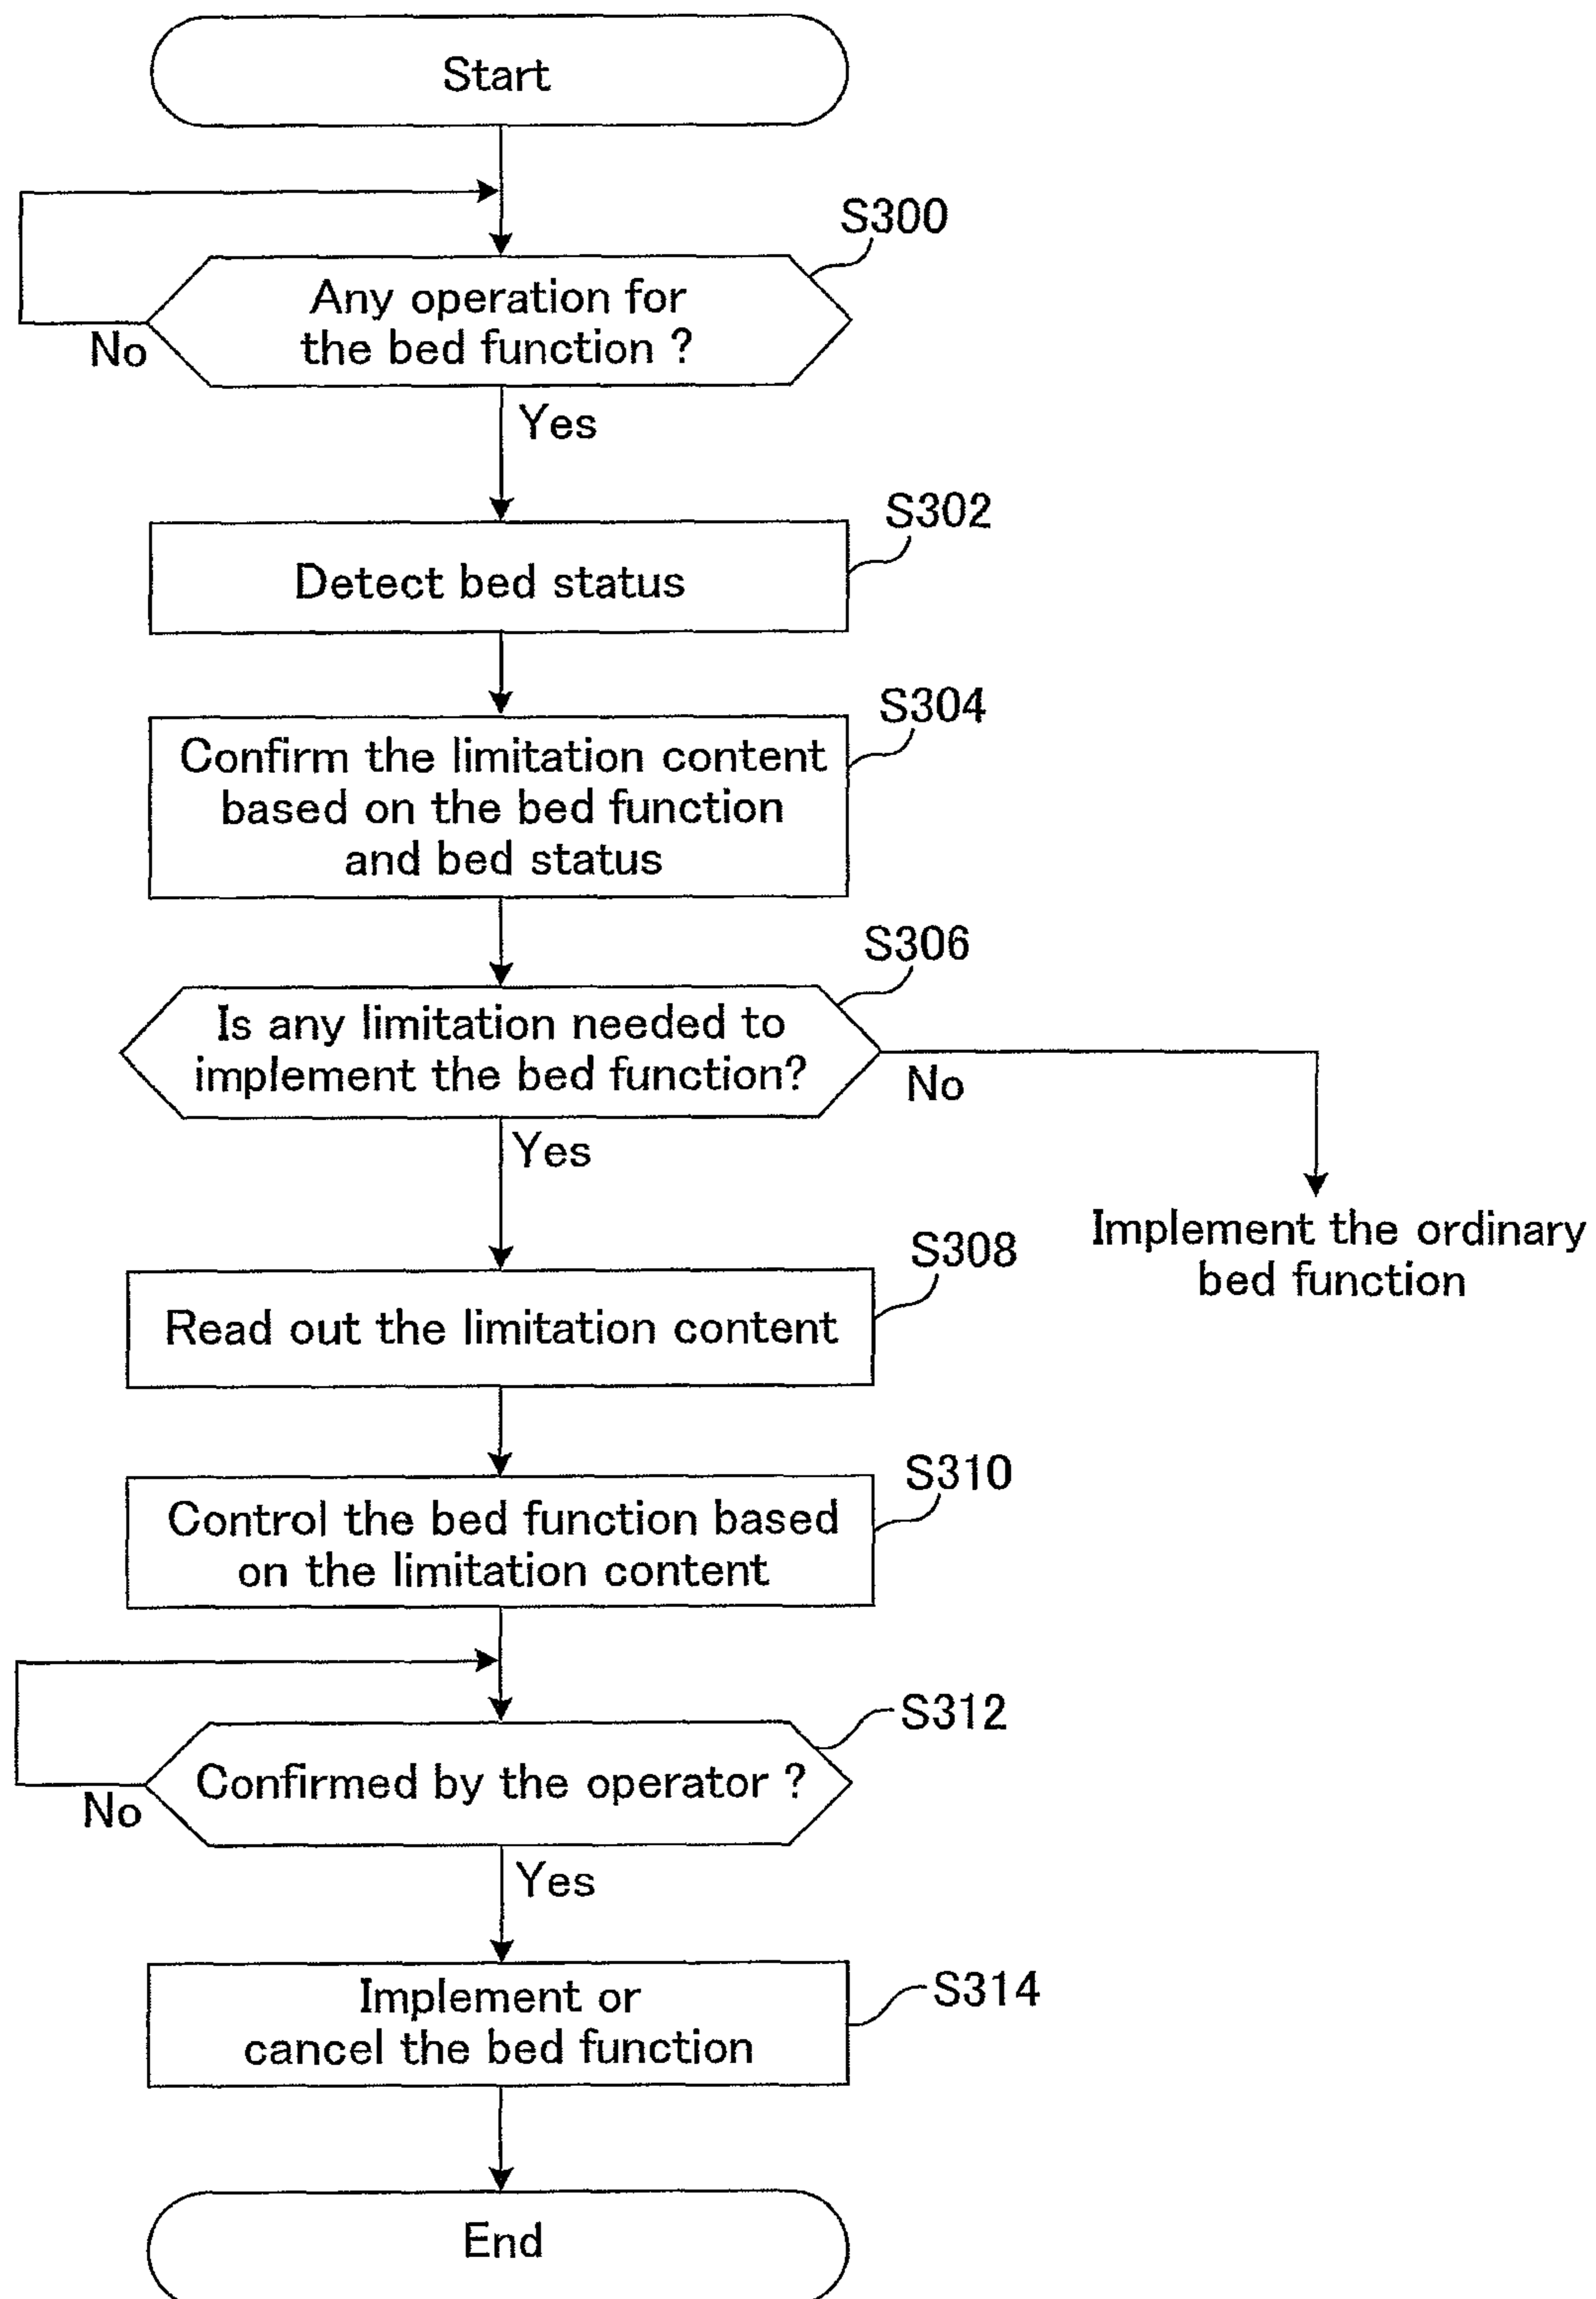 Start
S300
Any operation for
the bed function ?
No
Yes
S302
Detect bed status
S304
Confirm the limitation content
based on the bed function
and bed status
S306
Is any limitation needed to
implement the bed function?
No
Yes
Implement the ordinary
bed function
S308
Read out the limitation content
S310
Control the bed function based
on the limitation content
S312
Confirmed by the operator ?
No
Yes
S314
Implement or
cancel the bed function
End